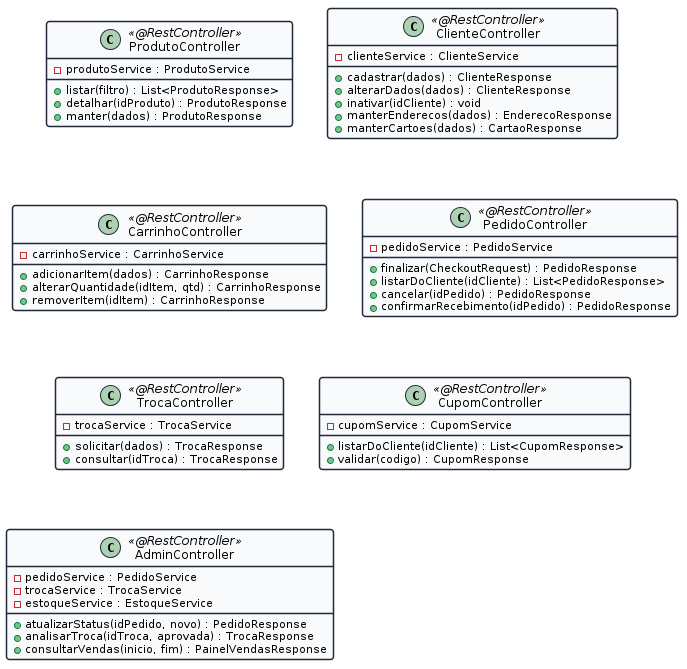 C «@RestController»
ProdutoController
produtoService : ProdutoService
listar(filtro) : List<ProdutoResponse>
detalhar(idProduto) : ProdutoResponse
manter(dados) : ProdutoResponse
C «@RestController»
ClienteController
clienteService : ClienteService
cadastrar(dados) : ClienteResponse
alterarDados(dados) : ClienteResponse
inativar(idCliente) : void
manterEnderecos(dados) : EnderecoResponse
manterCartoes(dados) : CartaoResponse
C «@RestController»
CarrinhoController
carrinhoService : CarrinhoService
adicionarItem(dados) : CarrinhoResponse
alterarQuantidade(idItem, qtd) : CarrinhoResponse
removerItem(idItem) : CarrinhoResponse
C «@RestController»
PedidoController
pedidoService : PedidoService
finalizar(CheckoutRequest) : PedidoResponse
listarDoCliente(idCliente) : List<PedidoResponse>
cancelar(idPedido) : PedidoResponse
confirmarRecebimento(idPedido) : PedidoResponse
C «@RestController»
TrocaController
trocaService : TrocaService
solicitar(dados) : TrocaResponse
consultar(idTroca) : TrocaResponse
C «@RestController»
CupomController
cupomService : CupomService
listarDoCliente(idCliente) : List<CupomResponse>
validar(codigo) : CupomResponse
C «@RestController»
AdminController
pedidoService : PedidoService
trocaService : TrocaService
estoqueService : EstoqueService
atualizarStatus(idPedido, novo) : PedidoResponse
analisarTroca(idTroca, aprovada) : TrocaResponse
consultarVendas(inicio, fim) : PainelVendasResponse